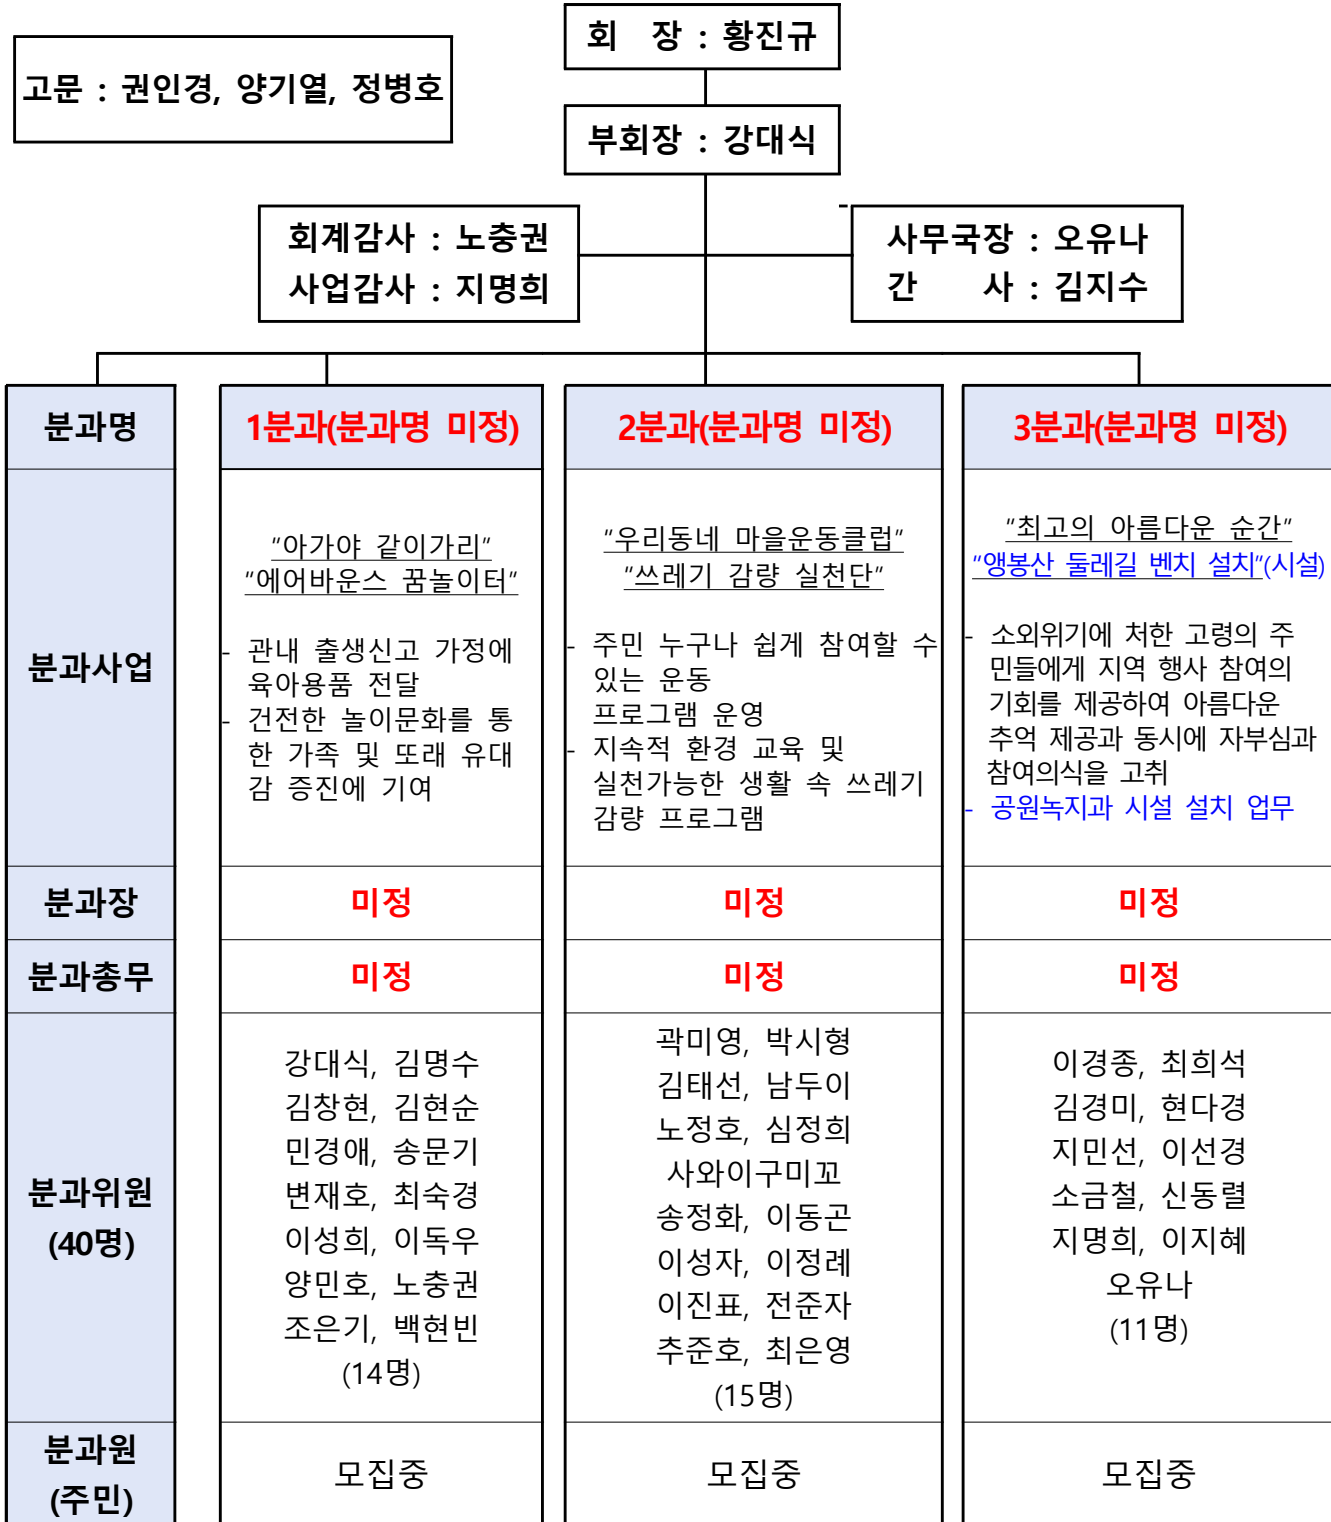 회 장 : 황진규
고문 : 권인경, 양기열, 정병호
부회장 : 강대식
회계감사 : 노충권
사업감사 : 지명희
사무국장 : 오유나
간 사 : 김지수
분과명
1분과(분과명 미정)
2분과(분과명 미정)
3분과(분과명 미정)
분과사업
"아가야 같이가리"
"에어바운스 꿈놀이터"
- 관내 출생신고 가정에
육아용품 전달
- 건전한 놀이문화를 통
한 가족 및 또래 유대
감 증진에 기여
"우리동네 마을운동클럽"
"쓰레기 감량 실천단"
- 주민 누구나 쉽게 참여할 수
있는 운동
프로그램 운영
- 지속적 환경 교육 및
실천가능한 생활 속 쓰레기
감량 프로그램
"최고의 아름다운 순간"
"앵봉산 둘레길 벤치 설치"(시설)
- 소외위기에 처한 고령의 주
민들에게 지역 행사 참여의
기회를 제공하여 아름다운
추억 제공과 동시에 자부심과
참여의식을 고취
- 공원녹지과 시설 설치 업무
분과장
미정
미정
미정
분과총무
미정
미정
미정
분과위원
(40명)
강대식, 김명수
김창현, 김현순
민경애, 송문기
변재호, 최숙경
이성희, 이독우
양민호, 노충권
조은기, 백현빈
(14명)
곽미영, 박시형
김태선, 남두이
노정호, 심정희
사와이구미꼬
송정화, 이동곤
이성자, 이정례
이진표, 전준자
추준호, 최은영
(15명)
이경종, 최희석
김경미, 현다경
지민선, 이선경
소금철, 신동렬
지명희, 이지혜
오유나
(11명)
분과원
(주민)
모집중
모집중
모집중